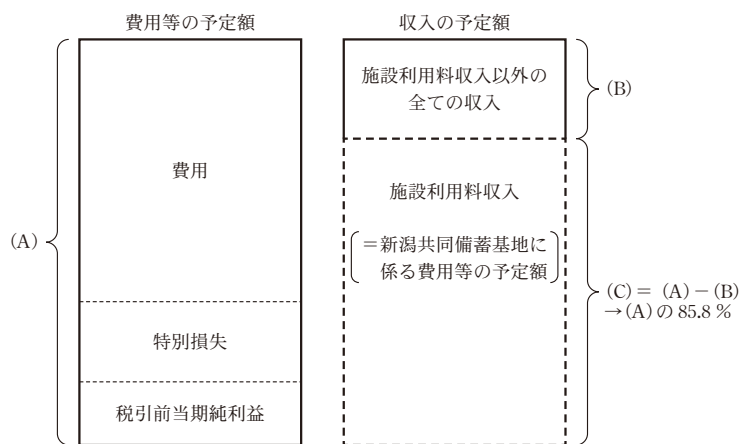 費用等の予定額
収入の予定額
(A)
費用
特別損失
税引前当期純利益
施設利用料収入以外の
全ての収入
(B)
施設利用料収入
＝新潟共同備蓄基地に
係る費用等の予定額
(C)＝ (A)－(B)
→(A)の 85.8 %